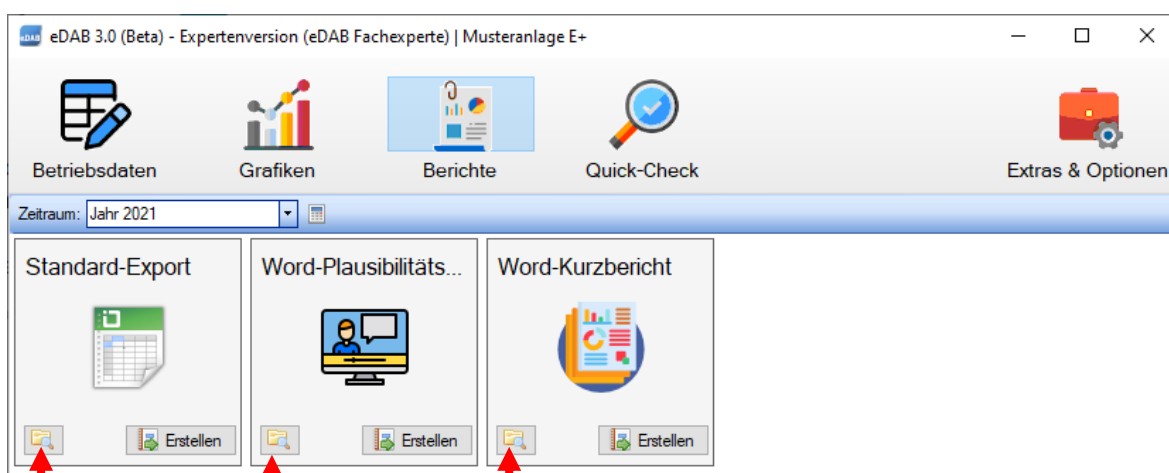 eDAB eDAB 3.0 (Beta) - Expertenversion (eDAB Fachexperte) | Musteranlage E+
Betriebsdaten Grafiken Berichte Quick-Check Extras & Optionen
Zeitraum: Jahr 2021
Standard-Export Word-Plausibilitäts... Word-Kurzbericht
Erstellen Erstellen Erstellen